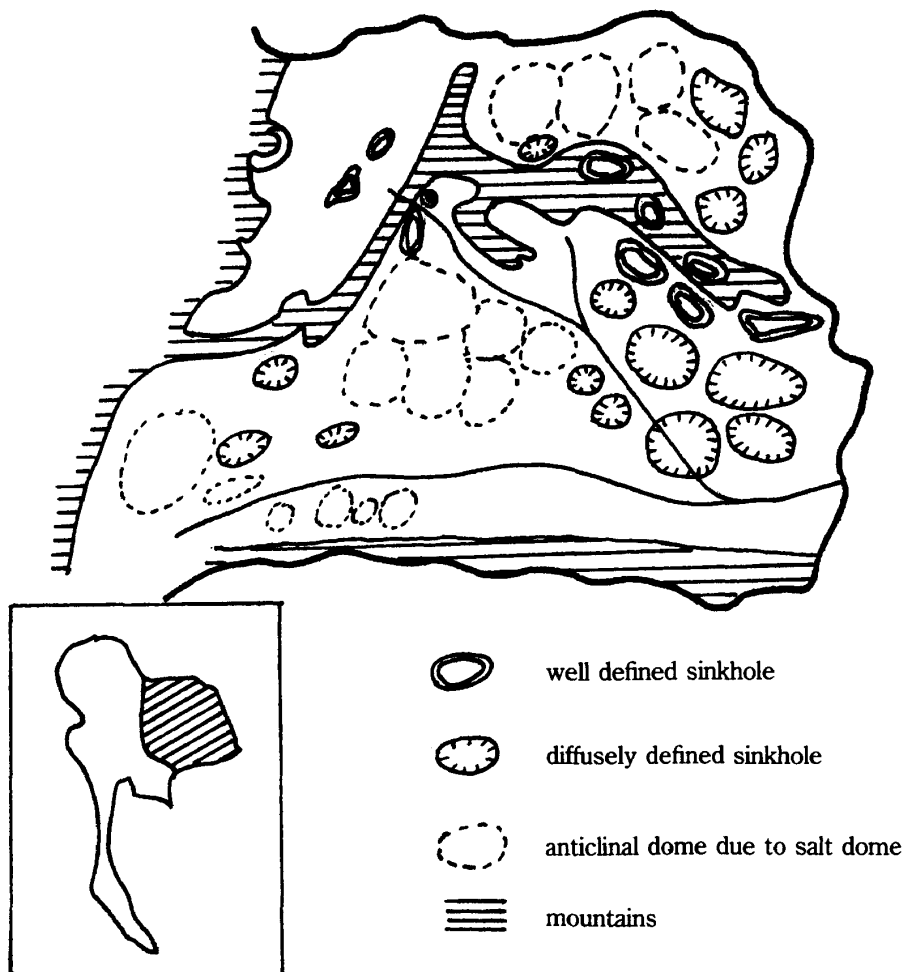 well defined sinkhole
diffusely defined sinkhole
anticlinal dome due to salt dome
mountains